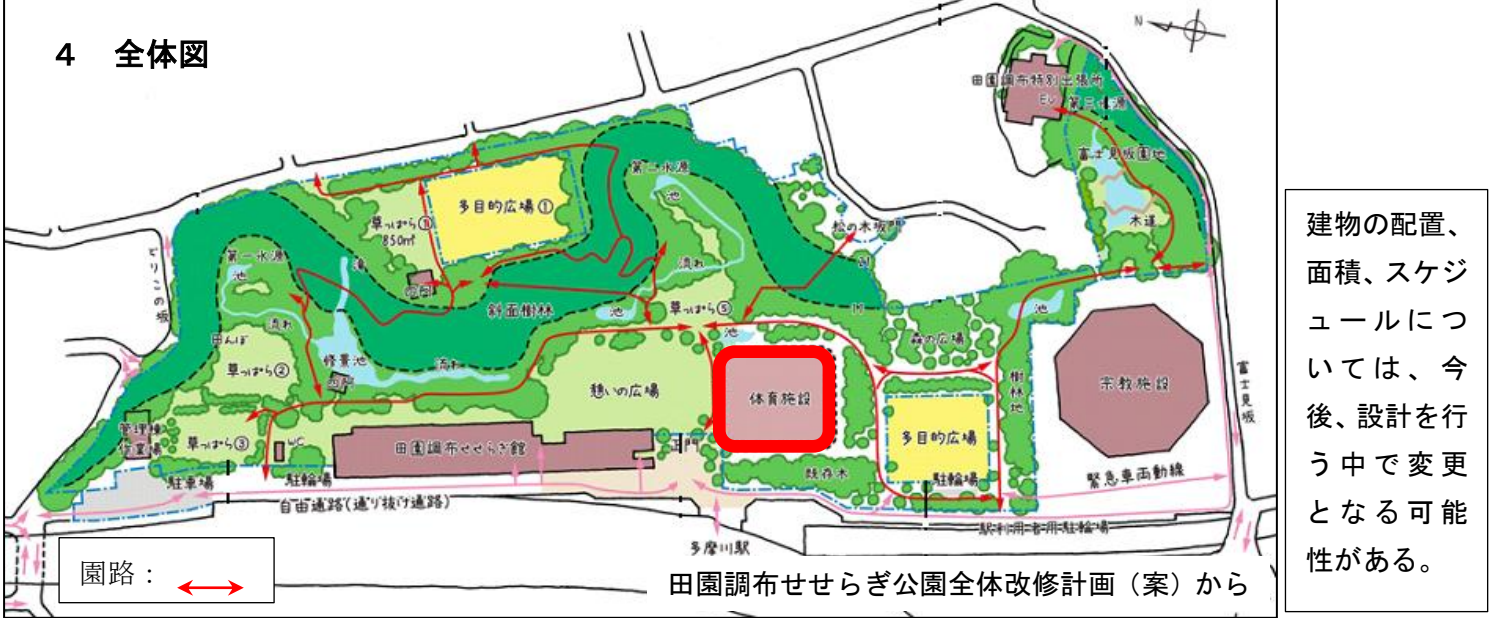 4 全体図
N
田園調布特別出張所
EV
第三水源
富士見坂園地
木道
第二水源
池
多目的広場①
草っぱら①
850㎡
松の木坂門
どりこの坂
第一水源
池
滝
四阿
流れ
斜面樹林
池
草っぱら⑤
流れ
田んぼ
草っぱら②
修景池
四阿
流れ
池
森の広場
池
憩いの広場
体育施設
樹林地
宗教施設
富士見坂
管理棟
作業場
草っぱら③
WC
田園調布せせらぎ館
正門
多目的広場
既存木
駐車場
駐輪場
駐輪場
緊急車両動線
自由通路(通り抜け通路)
駅利用者用駐輪場
多摩川駅
園路：
田園調布せせらぎ公園全体改修計画（案）から
建物の配置、
面積、スケジ
ュールにつ
いては、今
後、設計を行
う中で変更
となる可能
性がある。